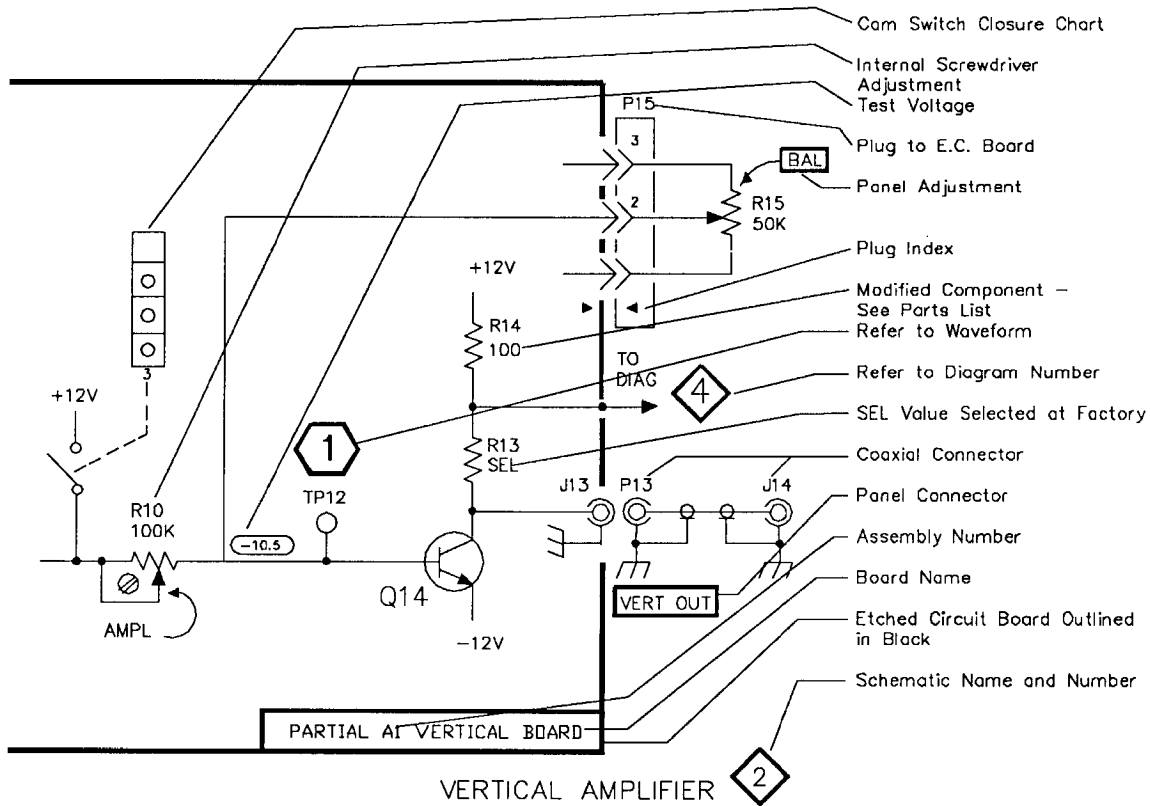 Cam Switch Closure Chart
Internal Screwdriver
Adjustment
Test Voltage
P15
Plug to E.C. Board
3
BAL
Panel Adjustment
2
R15
50K
Plug Index
+12V
Modified Component –
See Parts List
R14
100
Refer to Waveform
3
TO
DIAG
4
Refer to Diagram Number
+12V
SEL Value Selected at Factory
1
R13
SEL
Coaxial Connector
TP12
J13
P13
J14
Panel Connector
R10
100K
-10.5
Assembly Number
Board Name
Q14
VERT OUT
Etched Circuit Board Outlined
in Black
AMPL
-12V
Schematic Name and Number
PARTIAL A1 VERTICAL BOARD
VERTICAL AMPLIFIER
2